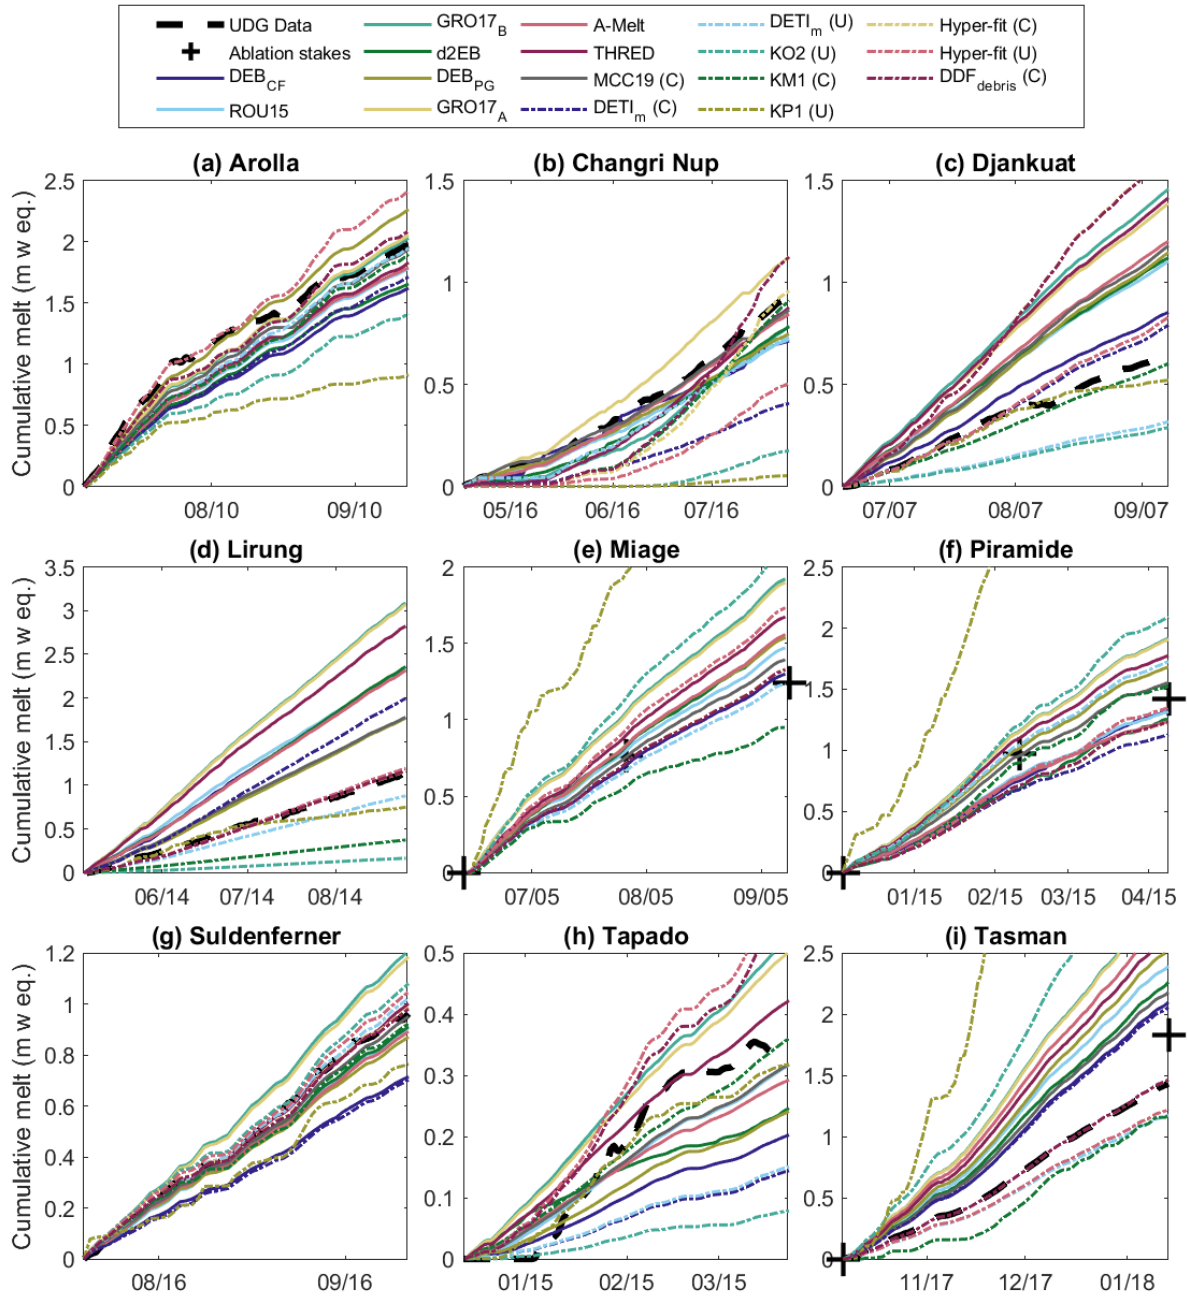 UDG Data GRO17_B A-Melt DETI_m (U) Hyper-fit (C)
Ablation stakes d2EB THRED KO2 (U) Hyper-fit (U)
DEB_CF DEB_PG MCC19 (C) KM1 (C) DDF_debris (C)
ROU15 GRO17_A DETI_m (C) KP1 (U)
(a) Arolla (b) Changri Nup (c) Djankuat
Cumulative melt (m w eq.)
2.5 1.5 1.5
2
1.5 1 1
1
0.5 0.5 0.5
0 0 0
08/10 09/10 05/16 06/16 07/16 07/07 08/07 09/07
(d) Lirung (e) Miage (f) Piramide
Cumulative melt (m w eq.)
3.5 2 2.5
3
2.5 1.5 2
2 1.5
1.5 1
1 1
0.5 0.5 0.5
0 0 0
06/14 07/14 08/14 07/05 08/05 09/05 01/15 02/15 03/15 04/15
(g) Suldenferner (h) Tapado (i) Tasman
Cumulative melt (m w eq.)
1.2 0.5 2.5
1 0.4 2
0.8
0.6 0.3 1.5
0.4 0.2 1
0.2 0.1 0.5
0 0 0
08/16 09/16 01/15 02/15 03/15 11/17 12/17 01/18